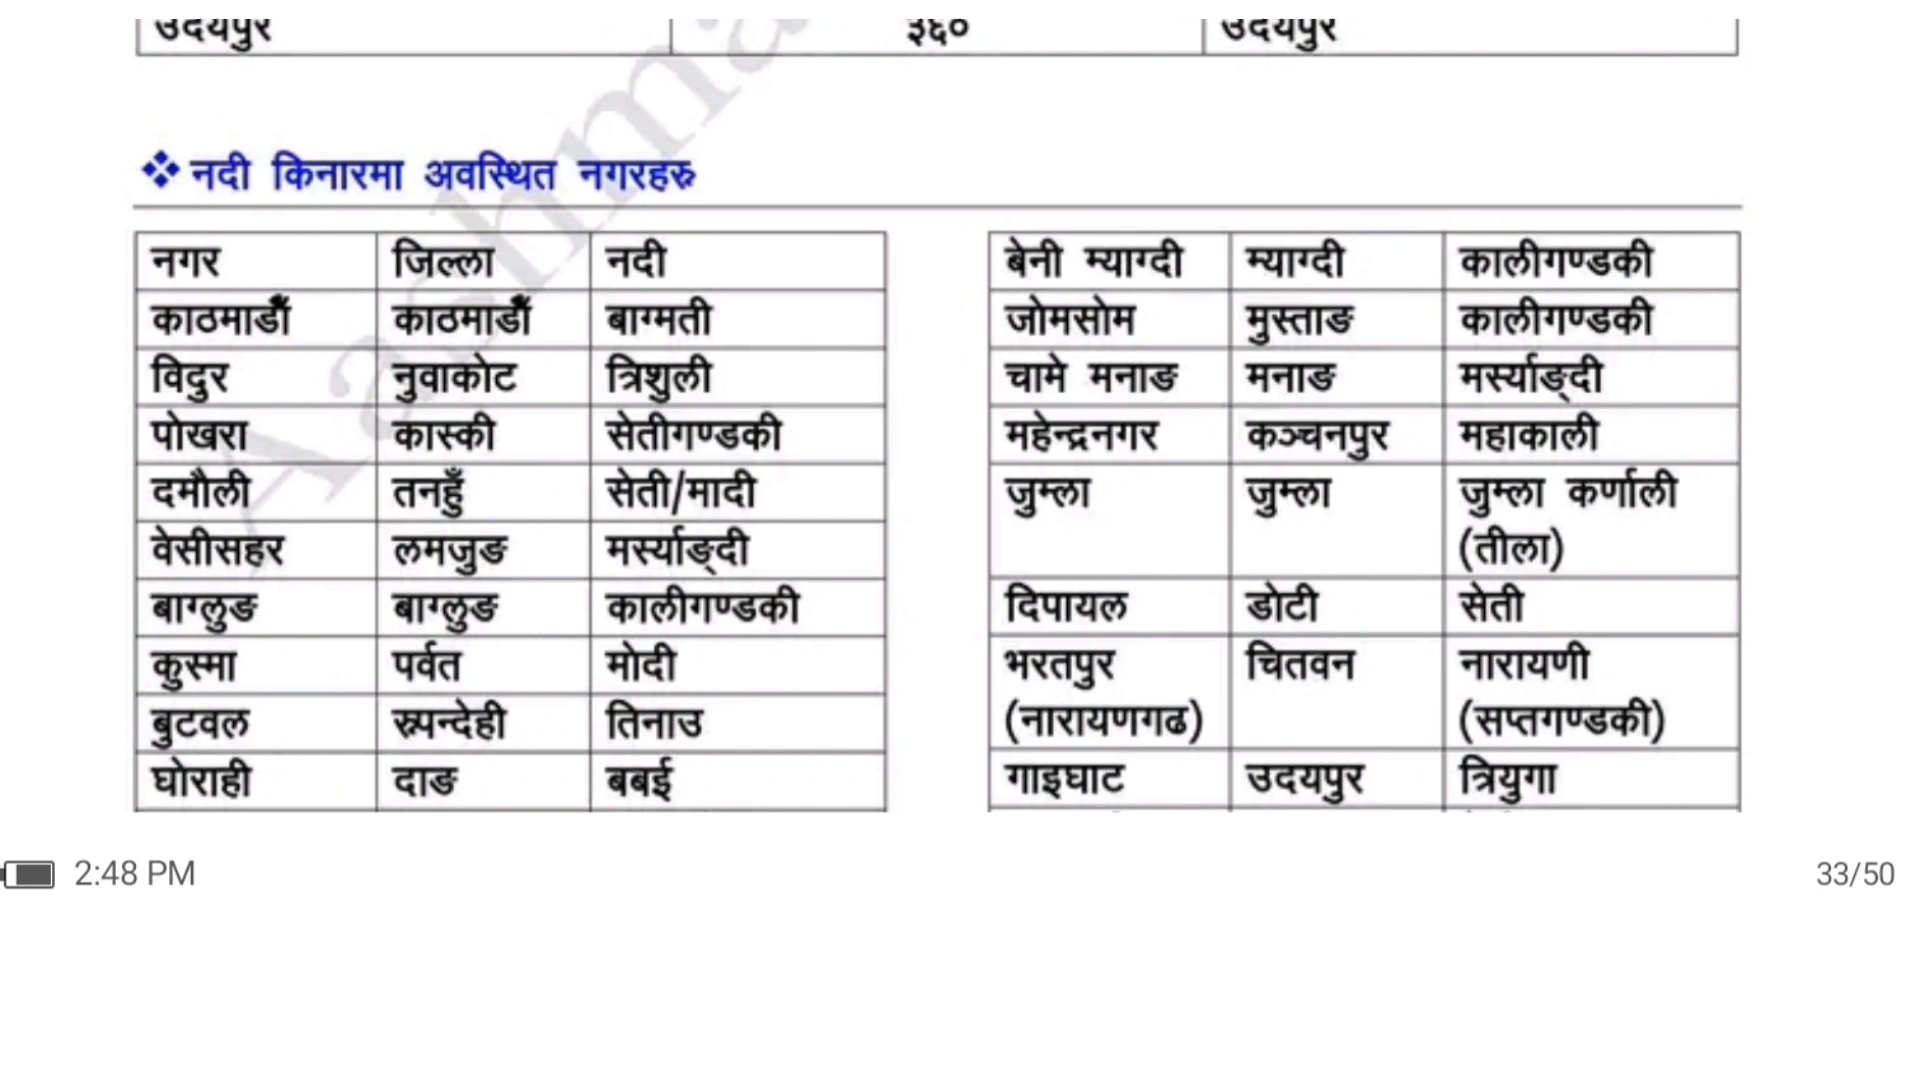 उदयपुर ३६० उदयपुर
❖ नदी किनारमा अवस्थित नगरहरु
नगर जिल्ला नदी
काठमाडौँ काठमाडौँ बाग्मती
विदुर नुवाकोट त्रिशुली
पोखरा कास्की सेतीगण्डकी
दमौली तनहुँ सेती/मादी
वेसीसहर लमजुङ मर्स्याङ्दी
बाग्लुङ बाग्लुङ कालीगण्डकी
कुस्मा पर्वत मोदी
बुटवल रुपन्देही तिनाउ
घोराही दाङ बबई
बेनी म्याग्दी म्याग्दी कालीगण्डकी
जोमसोम मुस्ताङ कालीगण्डकी
चामे मनाङ मनाङ मर्स्याङ्दी
महेन्द्रनगर कञ्चनपुर महाकाली
जुम्ला जुम्ला जुम्ला कर्णाली
(तीला)
दिपायल डोटी सेती
भरतपुर चितवन नारायणी
(नारायणगढ) (सप्तगण्डकी)
गाइघाट उदयपुर त्रियुगा
Aashma
2:48 PM 33/50